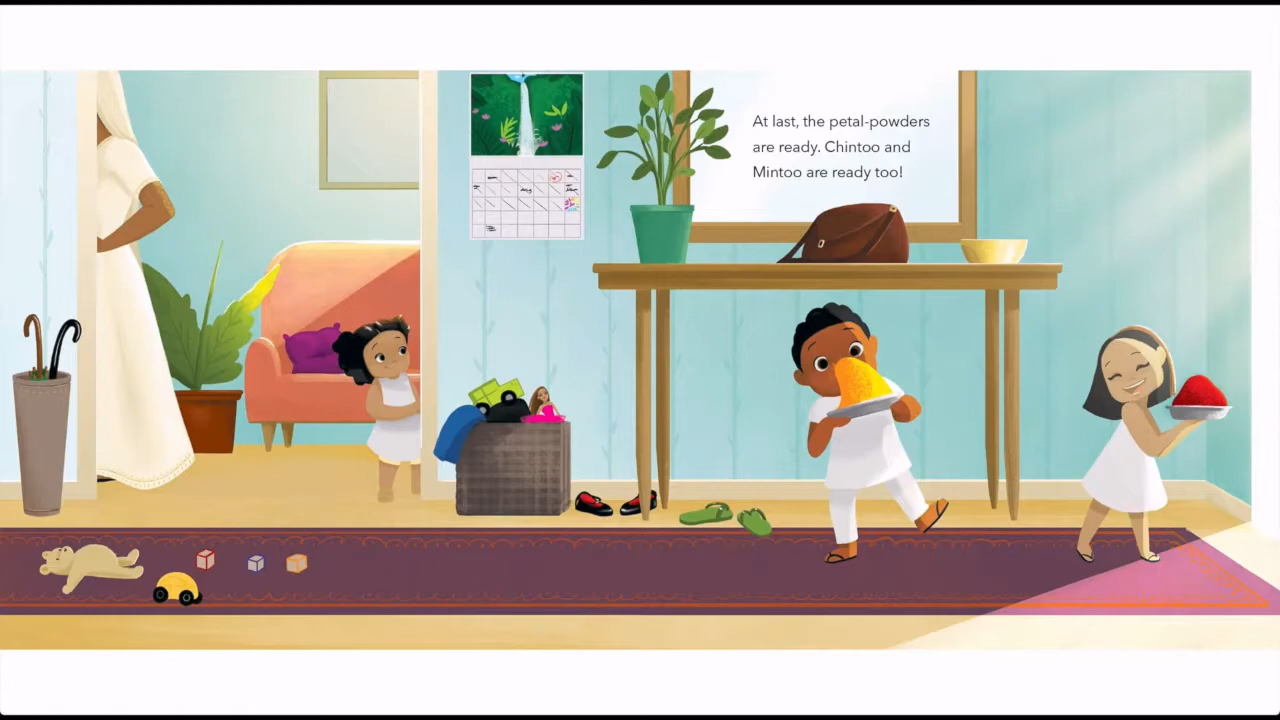 At last, the petal-powders
are ready. Chintoo and
Mintoo are ready too!